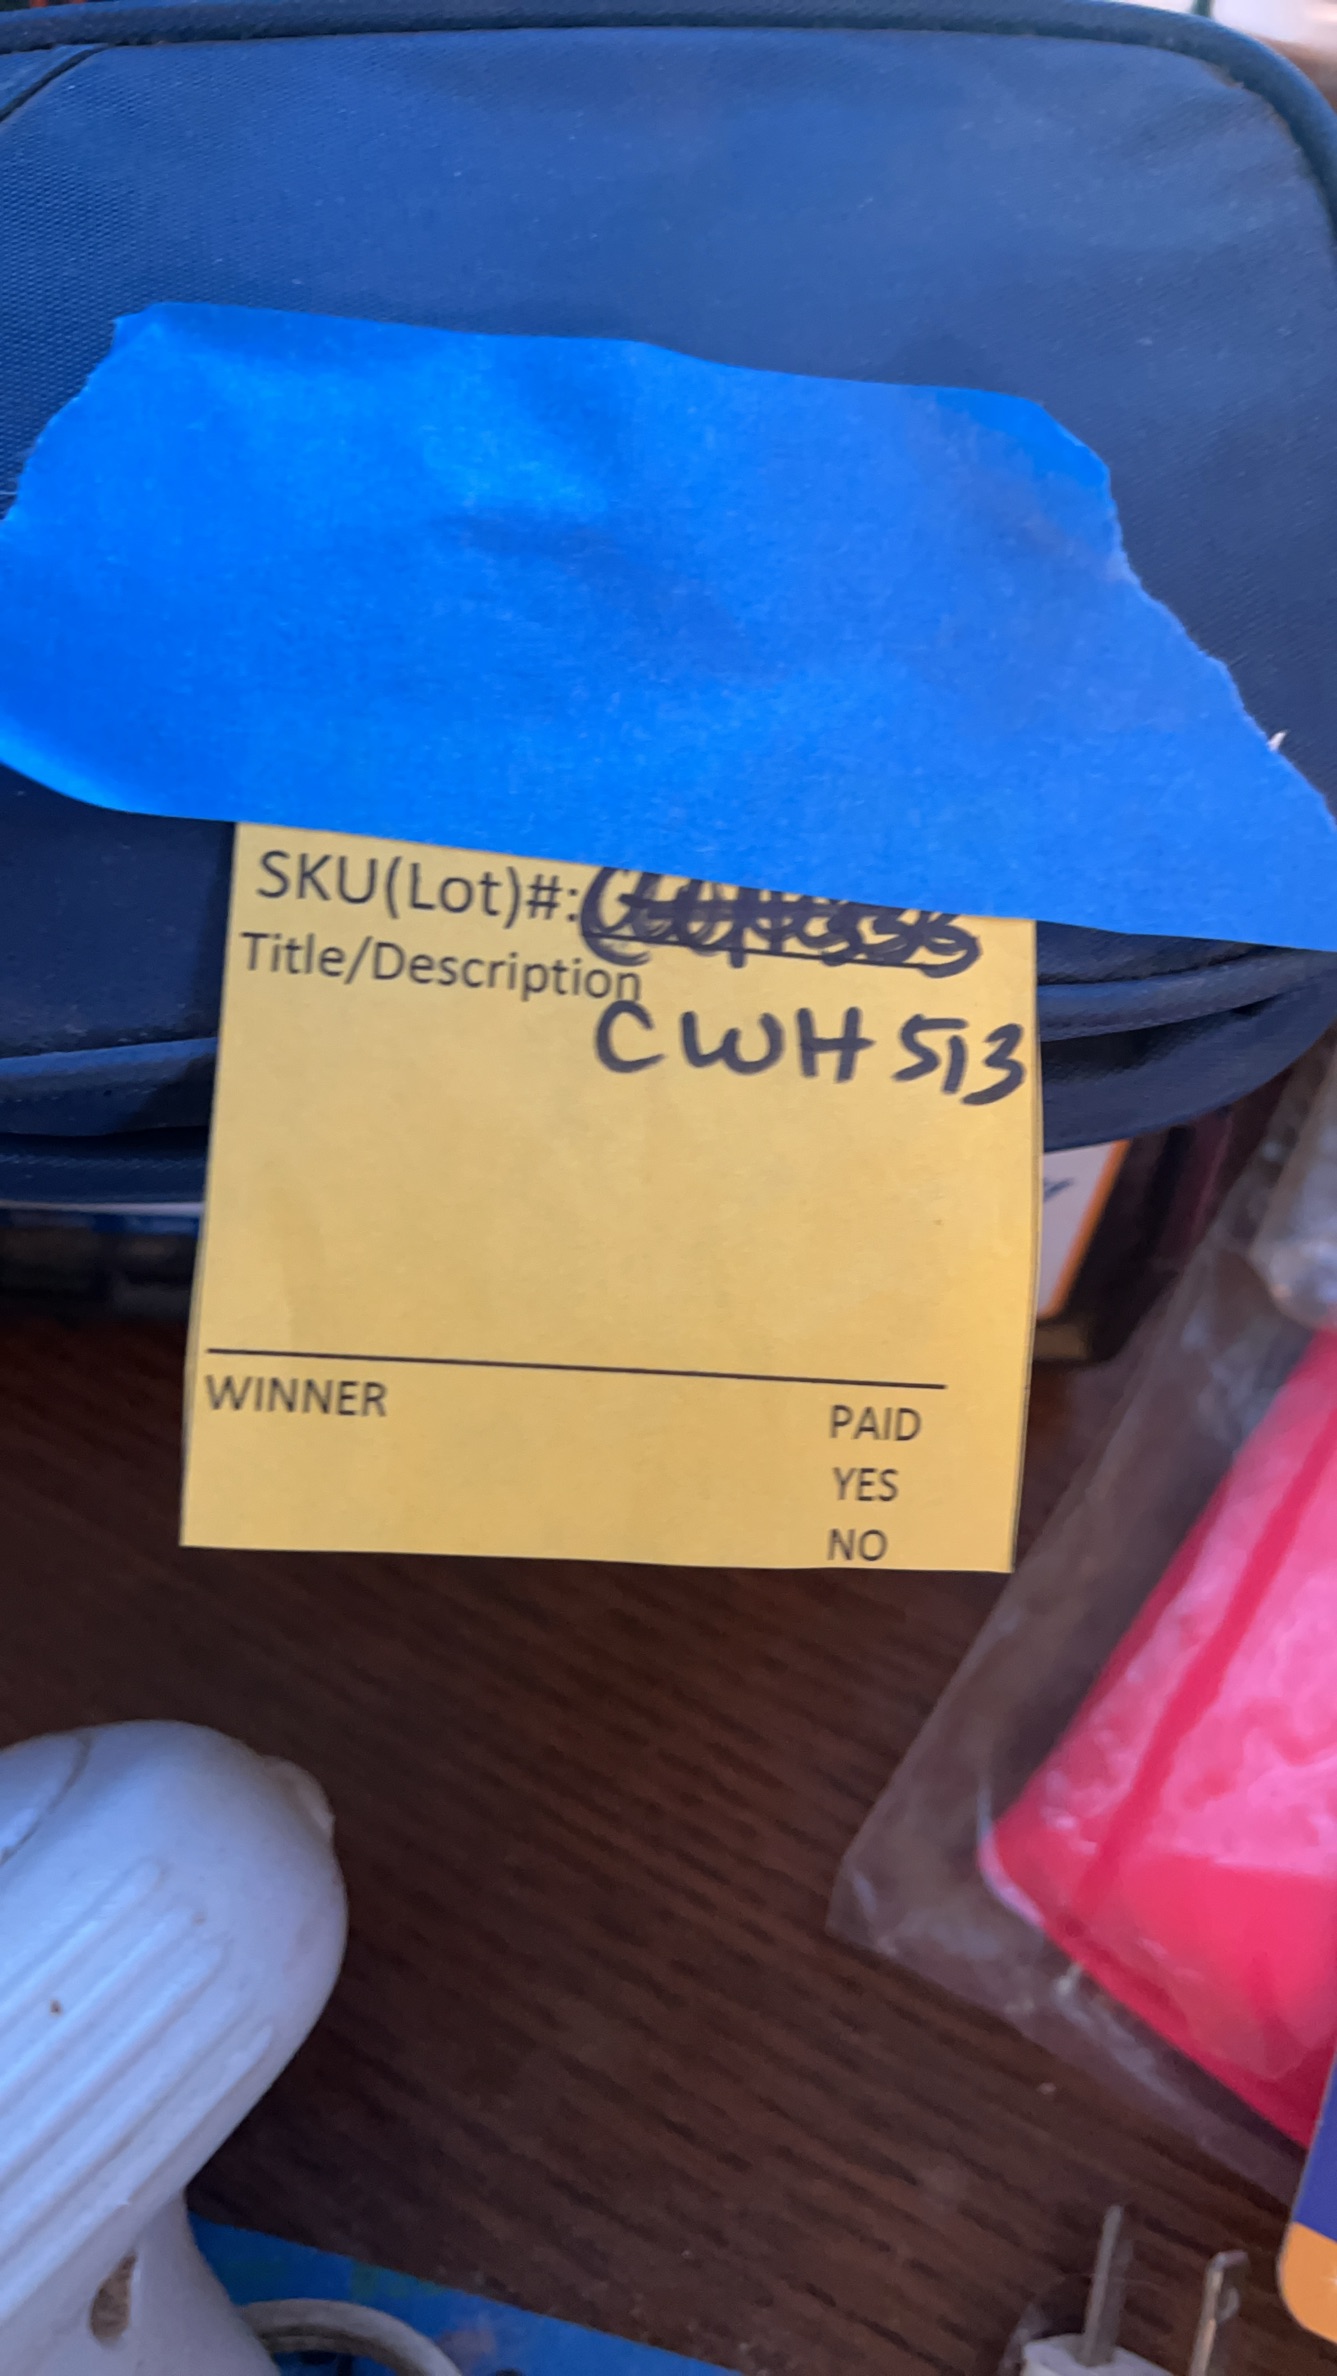 SKU(Lot)#:
Title/Description
CWH 513
WINNER
PAID
YES
NO